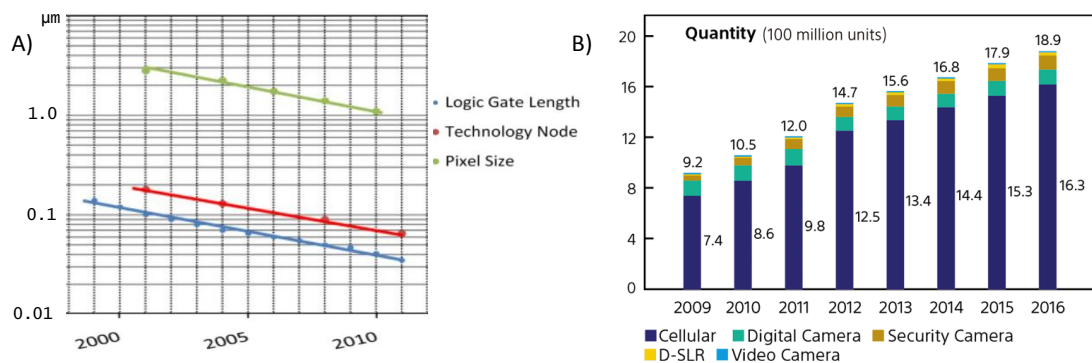 A)
µm
1.0
0.1
0.01
2000
2005
2010
Logic Gate Length
Technology Node
Pixel Size
B)
Quantity (100 million units)
20
16
12
8
4
0
9.2
10.5
12.0
14.7
15.6
16.8
17.9
18.9
7.4
8.6
9.8
12.5
13.4
14.4
15.3
16.3
2009 2010 2011 2012 2013 2014 2015 2016
Cellular Digital Camera Security Camera
D-SLR Video Camera